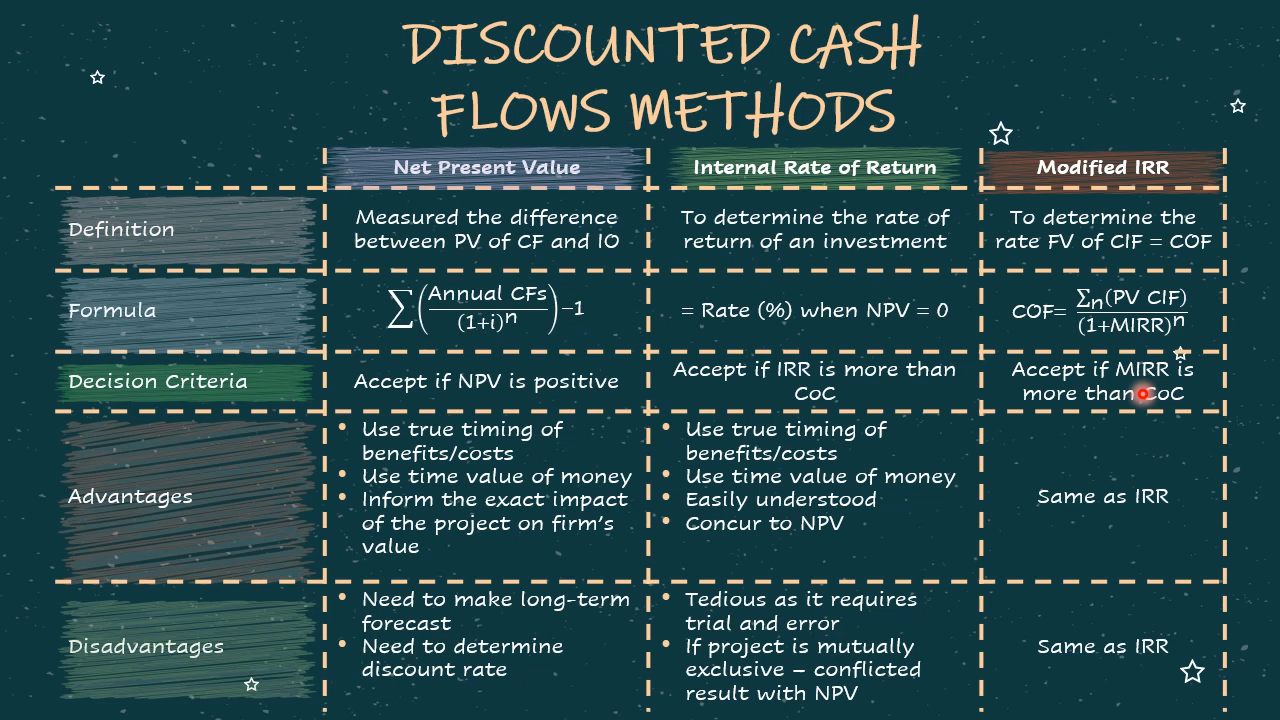 DISCOUNTED CASH
FLOWS METHODS
Net Present Value
Internal Rate of Return
Modified IRR
Definition
Measured the difference
between PV of CF and IO
To determine the rate of
return of an investment
To determine the
rate FV of CIF = COF
Formula
∑(Annual CFs/(1+i)ⁿ)−1
= Rate (%) when NPV = 0
COF= ∑n(PV CIF)/(1+MIRR)ⁿ
Decision Criteria
Accept if NPV is positive
Accept if IRR is more than
CoC
Accept if MIRR is
more than CoC
Advantages
• Use true timing of
benefits/costs
• Use time value of money
• Inform the exact impact
of the project on firm's
value
• Use true timing of
benefits/costs
• Use time value of money
• Easily understood
• Concur to NPV
Same as IRR
Disadvantages
• Need to make long-term
forecast
• Need to determine
discount rate
• Tedious as it requires
trial and error
• If project is mutually
exclusive – conflicted
result with NPV
Same as IRR